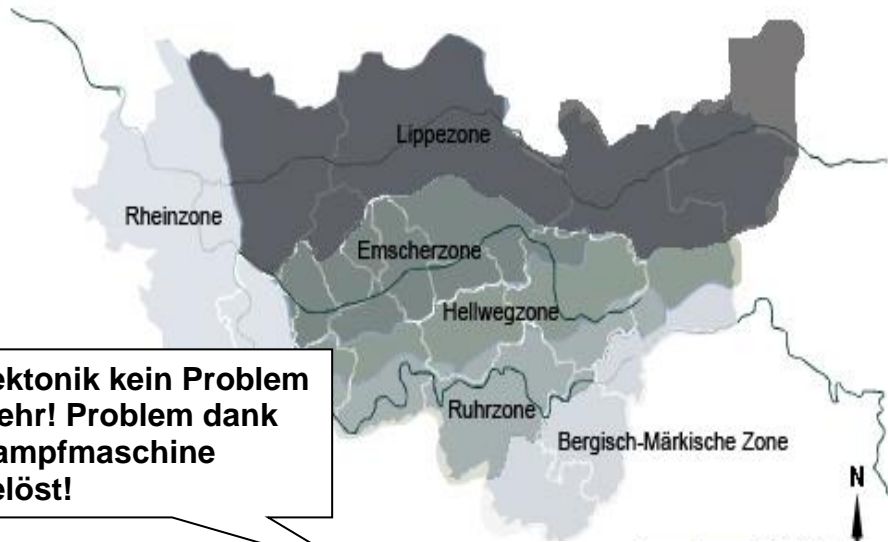 Lippezone
Rheinzone
Emscherzone
Hellwegzone
ektonik kein Problem
ehr! Problem dank
ampfmaschine
elöst!
Ruhrzone
Bergisch-Märkische Zone
N